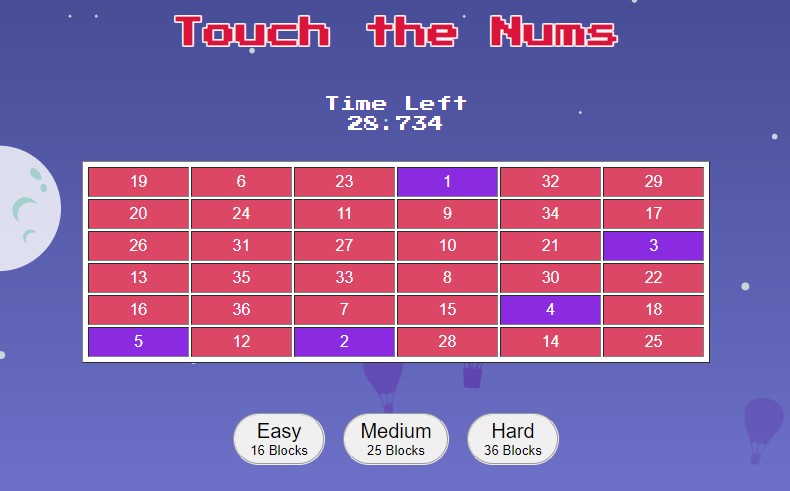 Touch the Nums
Time Left
28:734
19 6 23 1 32 29
20 24 11 9 34 17
26 31 27 10 21 3
13 35 33 8 30 22
16 36 7 15 4 18
5 12 2 28 14 25
Easy Medium Hard
16 Blocks 25 Blocks 36 Blocks